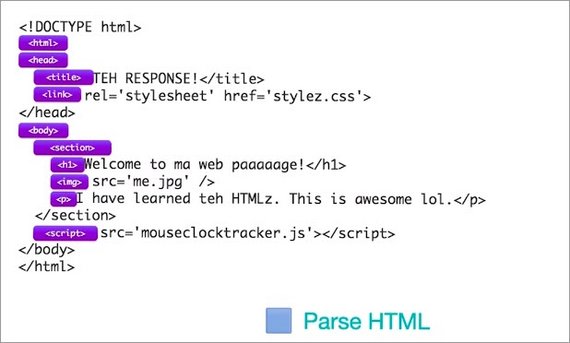 <!DOCTYPE html>
<html>
<head>
<title> TEH RESPONSE!</title>
<link> rel='stylesheet' href='stylez.css'>
</head>
<body>
<section>
<h1> Welcome to ma web paaaaage!</h1>
<img> src='me.jpg' />
<p> I have learned teh HTMLz. This is awesome lol.</p>
</section>
<script> src='mouseclocktracker.js'></script>
</body>
</html>
Parse HTML